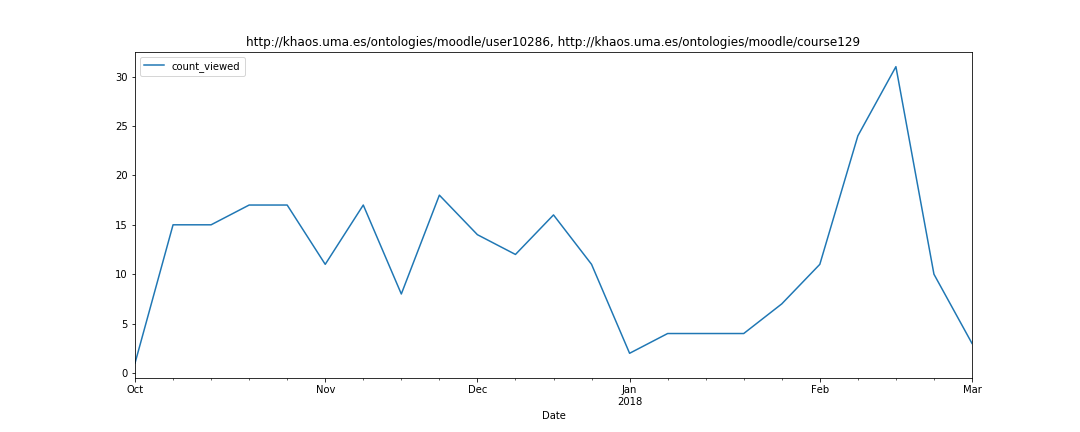 http://khaos.uma.es/ontologies/moodle/user10286, http://khaos.uma.es/ontologies/moodle/course129
count_viewed
30
25
20
15
10
5
0
Oct Nov Dec Jan Feb Mar
2018
Date